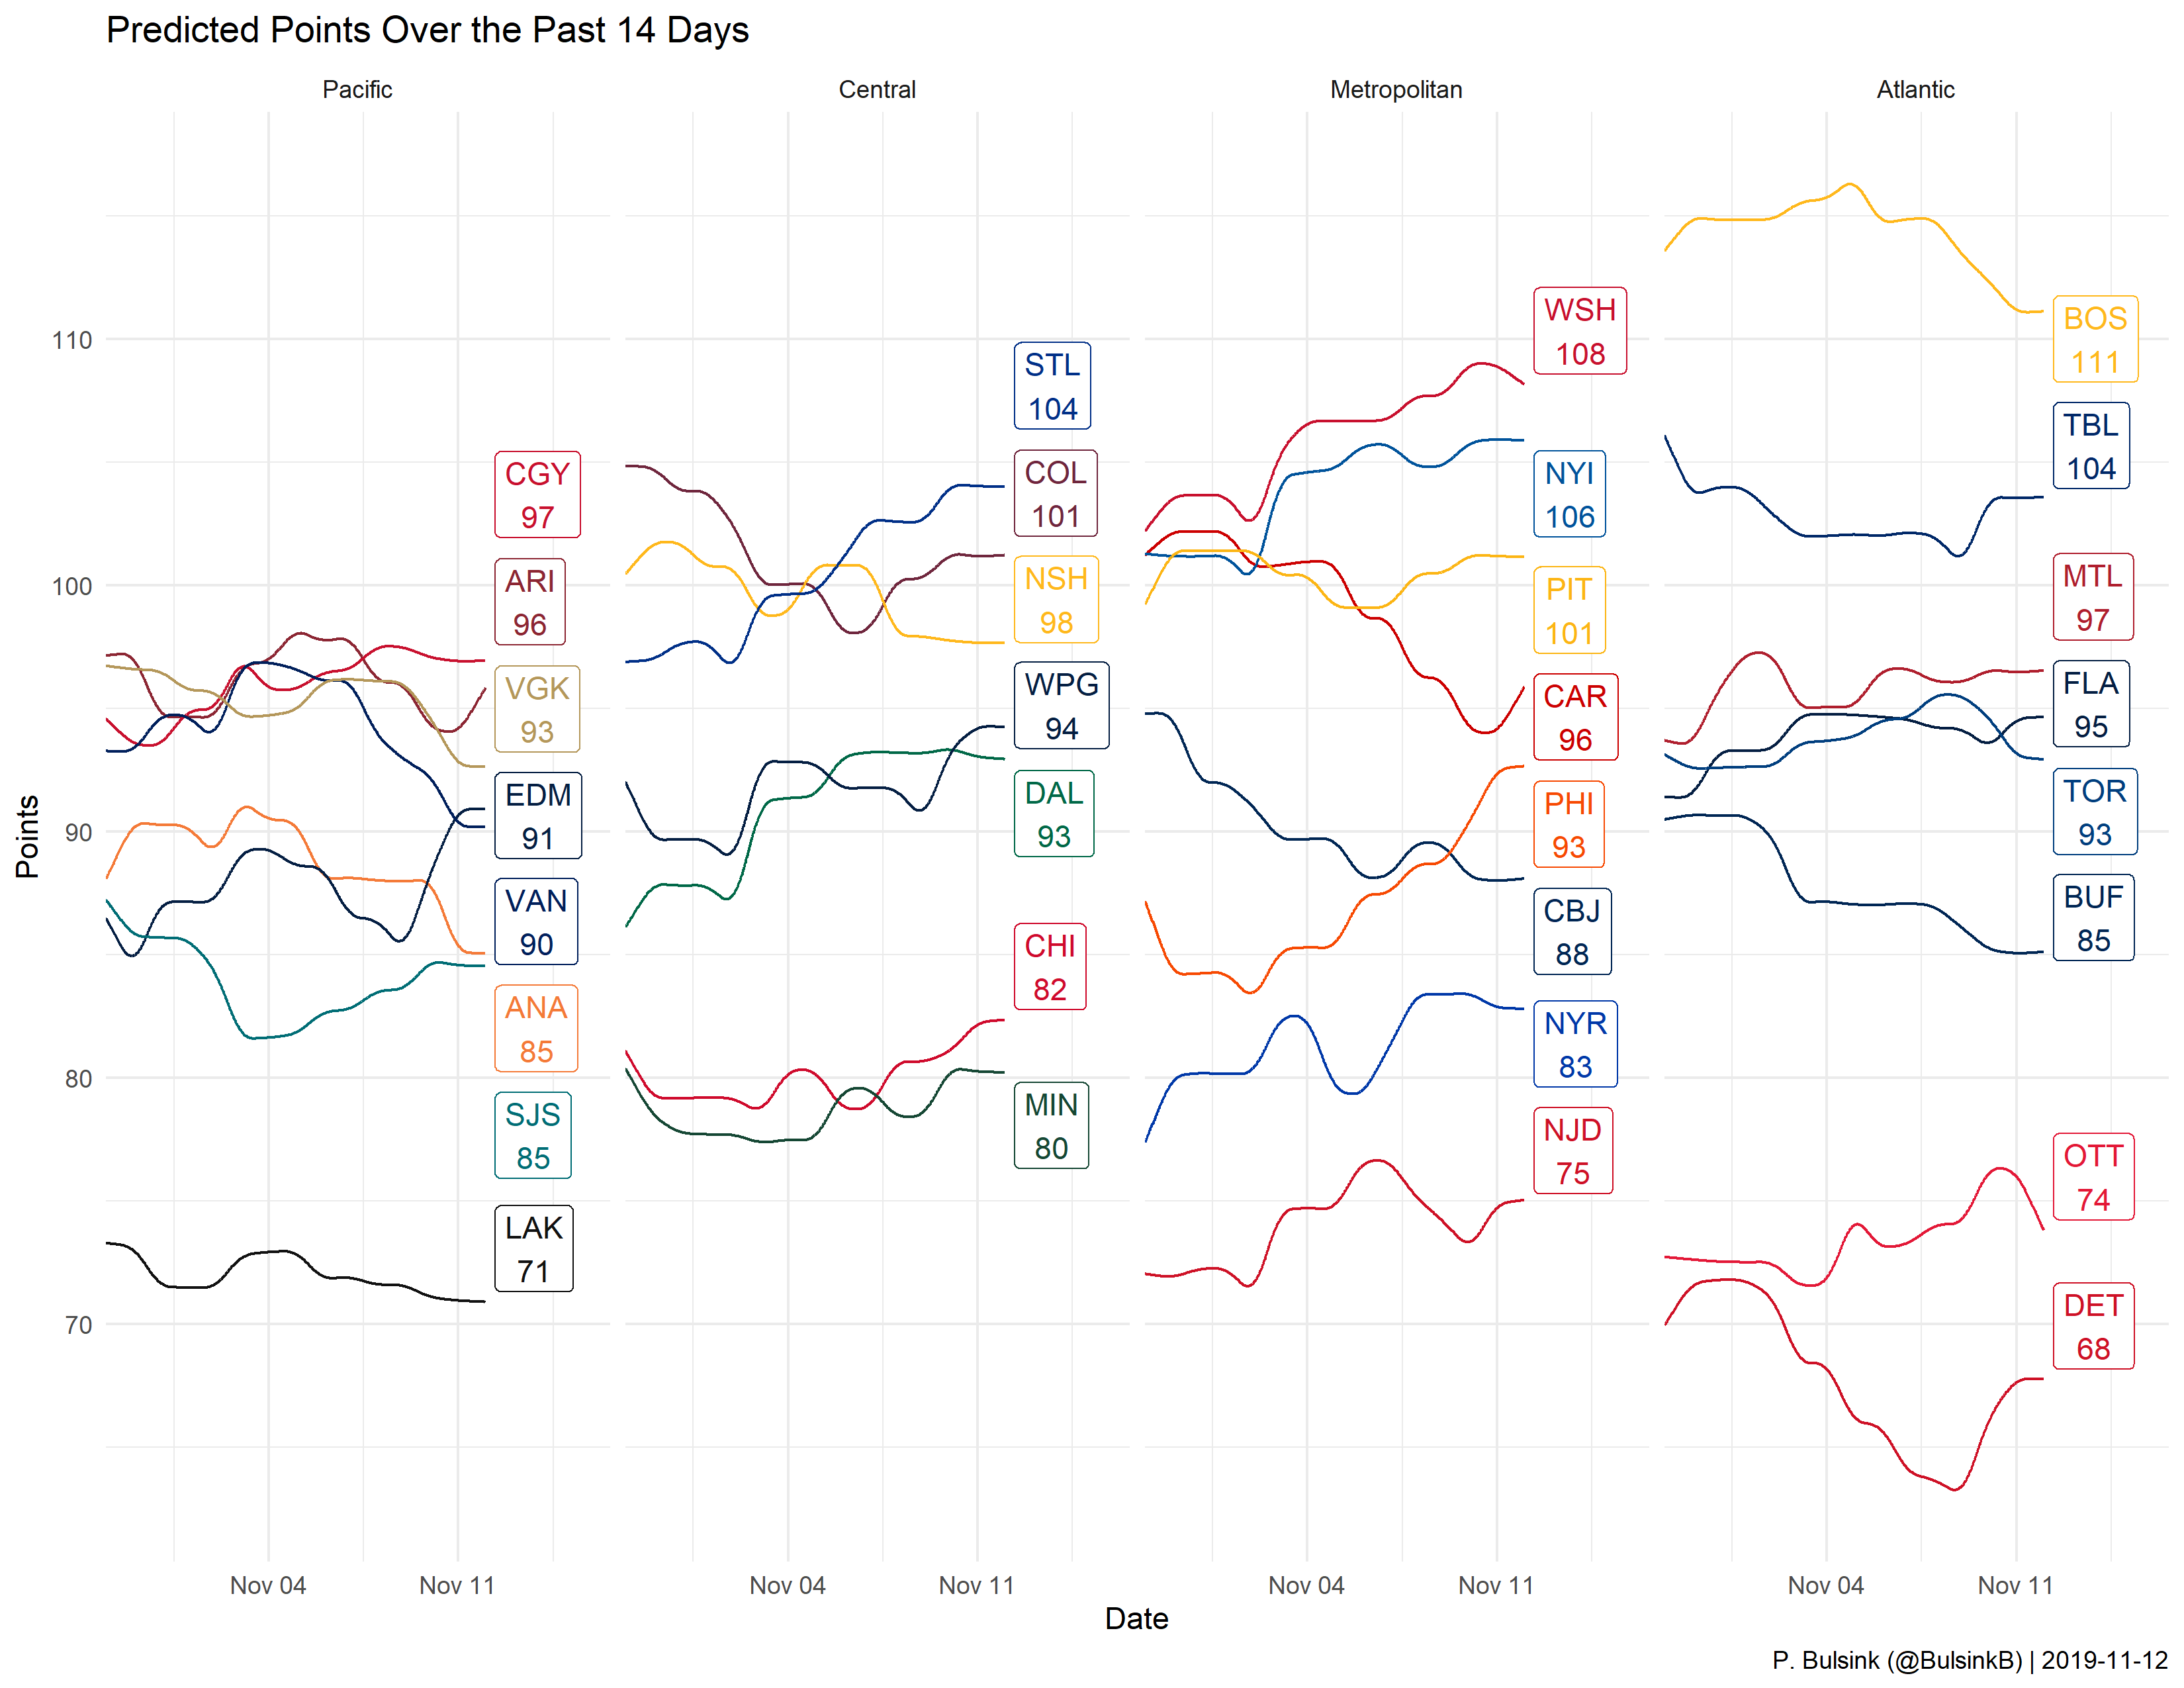 Predicted Points Over the Past 14 Days
Pacific
Central
Metropolitan
Atlantic
Points
110
100
90
80
70
CGY
97
ARI
96
VGK
93
EDM
91
VAN
90
ANA
85
SJS
85
LAK
71
STL
104
COL
101
NSH
98
WPG
94
DAL
93
CHI
82
MIN
80
WSH
108
NYI
106
PIT
101
CAR
96
PHI
93
CBJ
88
NYR
83
NJD
75
BOS
111
TBL
104
MTL
97
FLA
95
TOR
93
BUF
85
OTT
74
DET
68
Nov 04
Nov 11
Nov 04
Nov 11
Nov 04
Nov 11
Nov 04
Nov 11
Date
P. Bulsink (@BulsinkB) | 2019-11-12